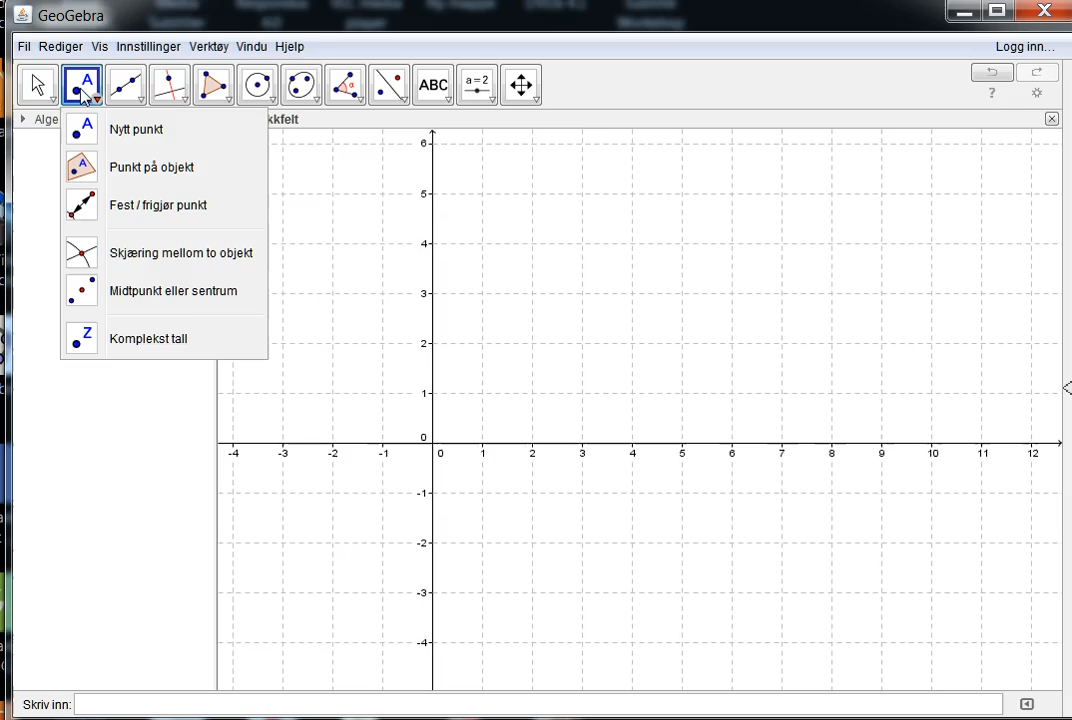 GeoGebra
Fil Rediger Vis Innstillinger Verktøy Vindu Hjelp Logg inn...
A ABC a=2 α
?
Alge kkfelt
A Nytt punkt
A Punkt på objekt
Fest / frigjør punkt
Skjæring mellom to objekt
Midtpunkt eller sentrum
Z Komplekst tall
6
5
4
3
2
1
0
-4 -3 -2 -1 0 1 2 3 4 5 6 7 8 9 10 11 12
-1
-2
-3
-4
Skriv inn: